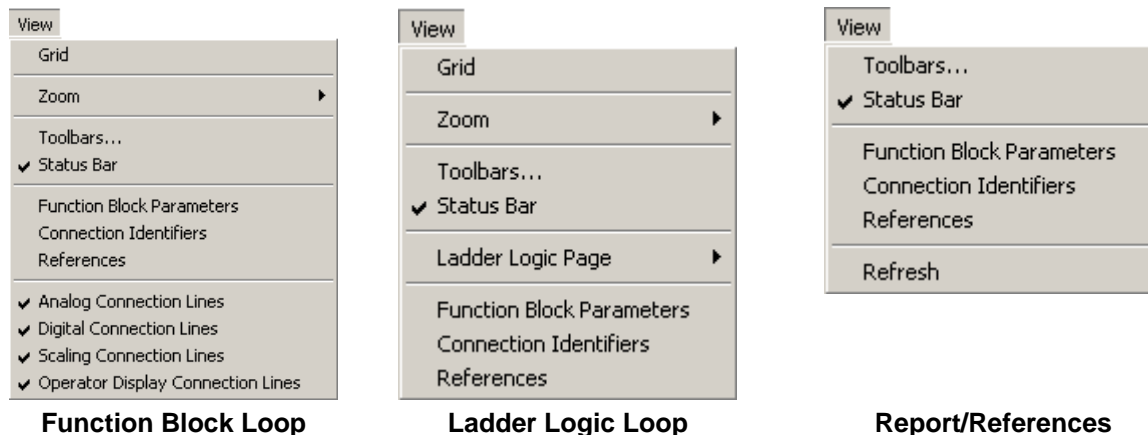 View
Grid
Zoom
Toolbars...
Status Bar
Function Block Parameters
Connection Identifiers
References
Analog Connection Lines
Digital Connection Lines
Scaling Connection Lines
Operator Display Connection Lines
Function Block Loop
View
Grid
Zoom
Toolbars...
Status Bar
Ladder Logic Page
Function Block Parameters
Connection Identifiers
References
Ladder Logic Loop
View
Toolbars...
Status Bar
Function Block Parameters
Connection Identifiers
References
Refresh
Report/References